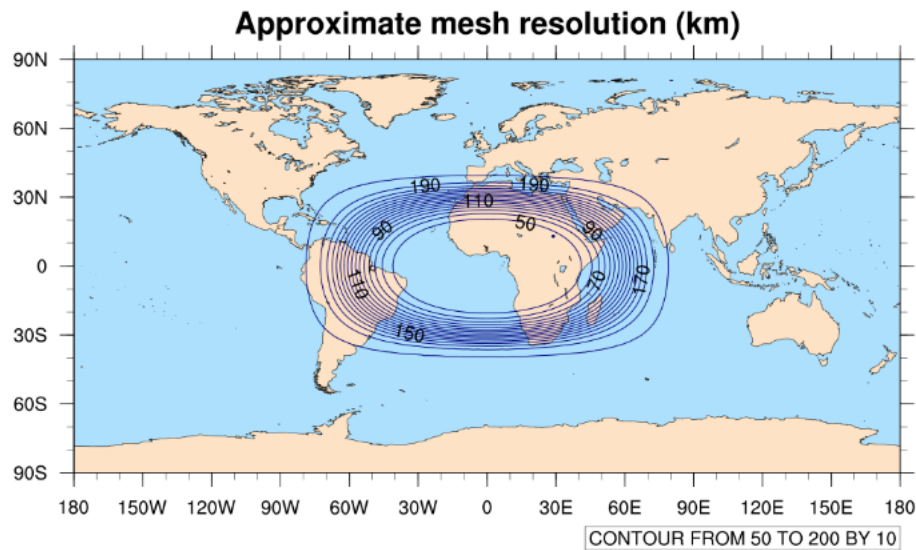 Approximate mesh resolution (km)
90N
60N
30N
0
30S
60S
90S
190 190
110
50
90 90
110 70 170
150
180 150W 120W 90W 60W 30W 0 30E 60E 90E 120E 150E 180
CONTOUR FROM 50 TO 200 BY 10